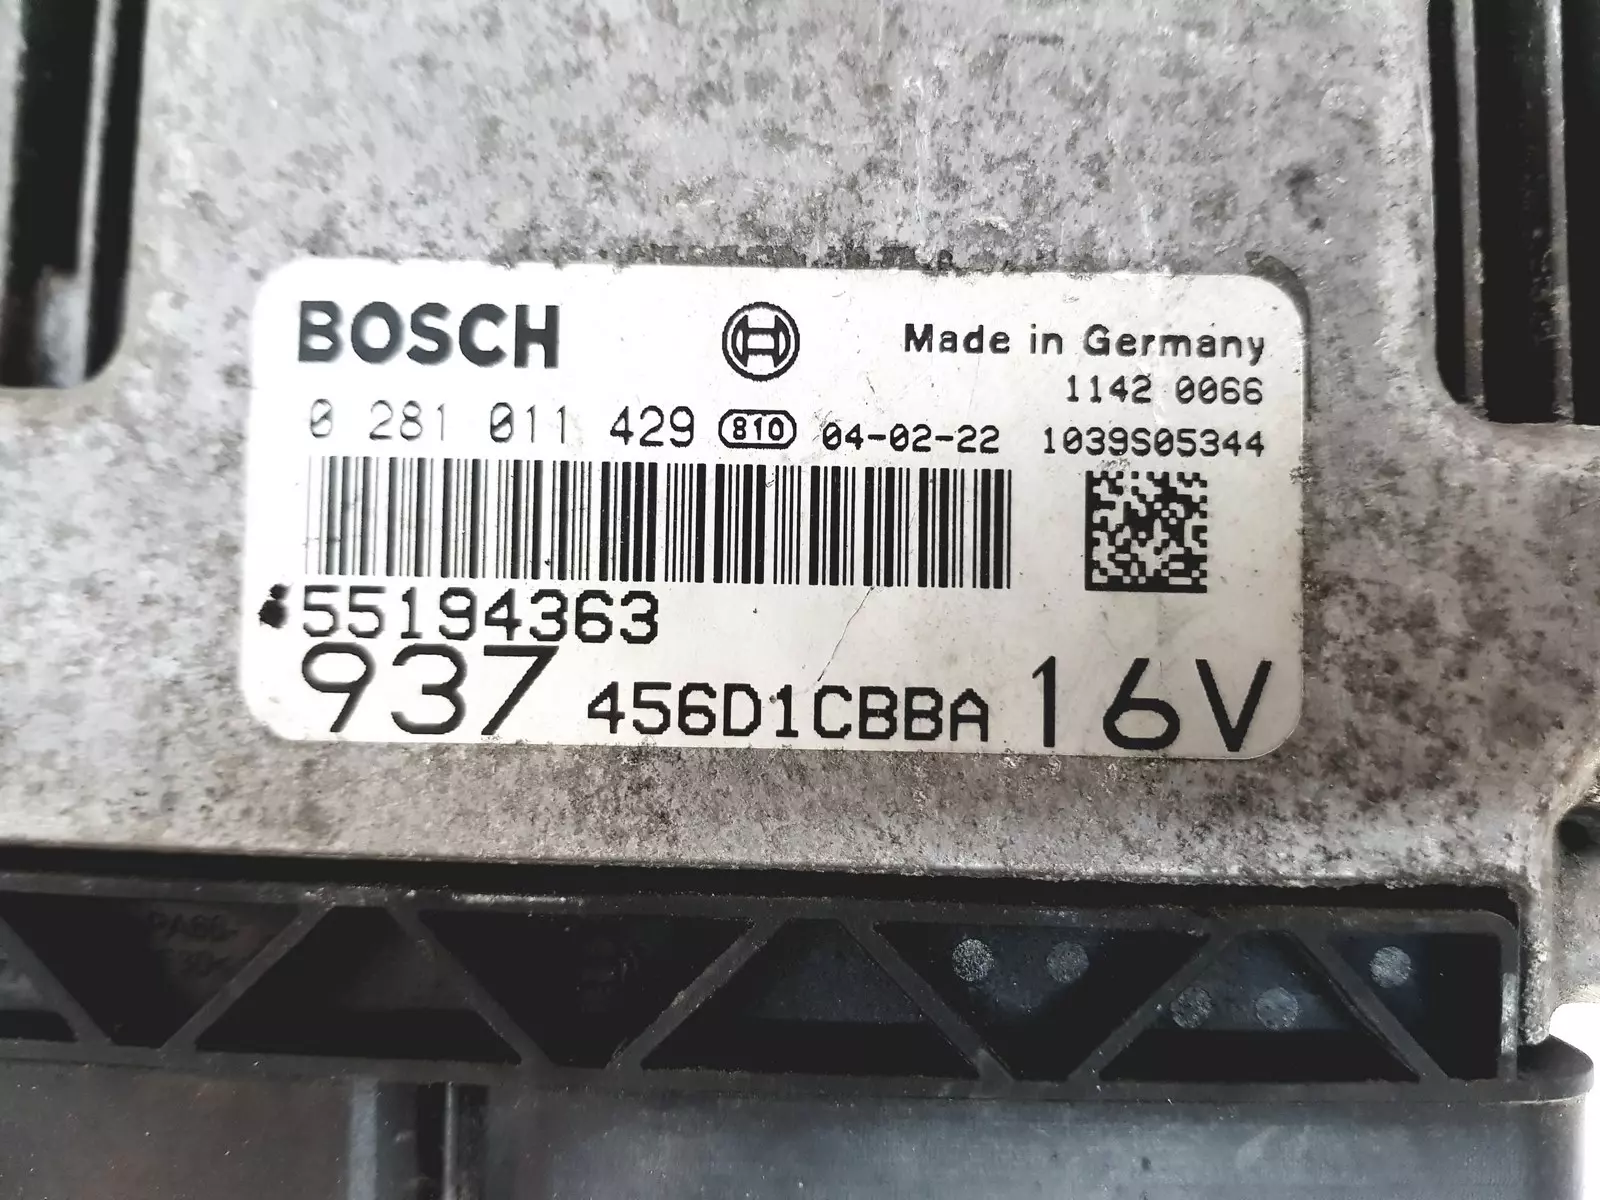 BOSCH Made in Germany
1142 0066
0 281 011 429 810 04-02-22 1039S05344
55194363
937 456D1CBBA 16V